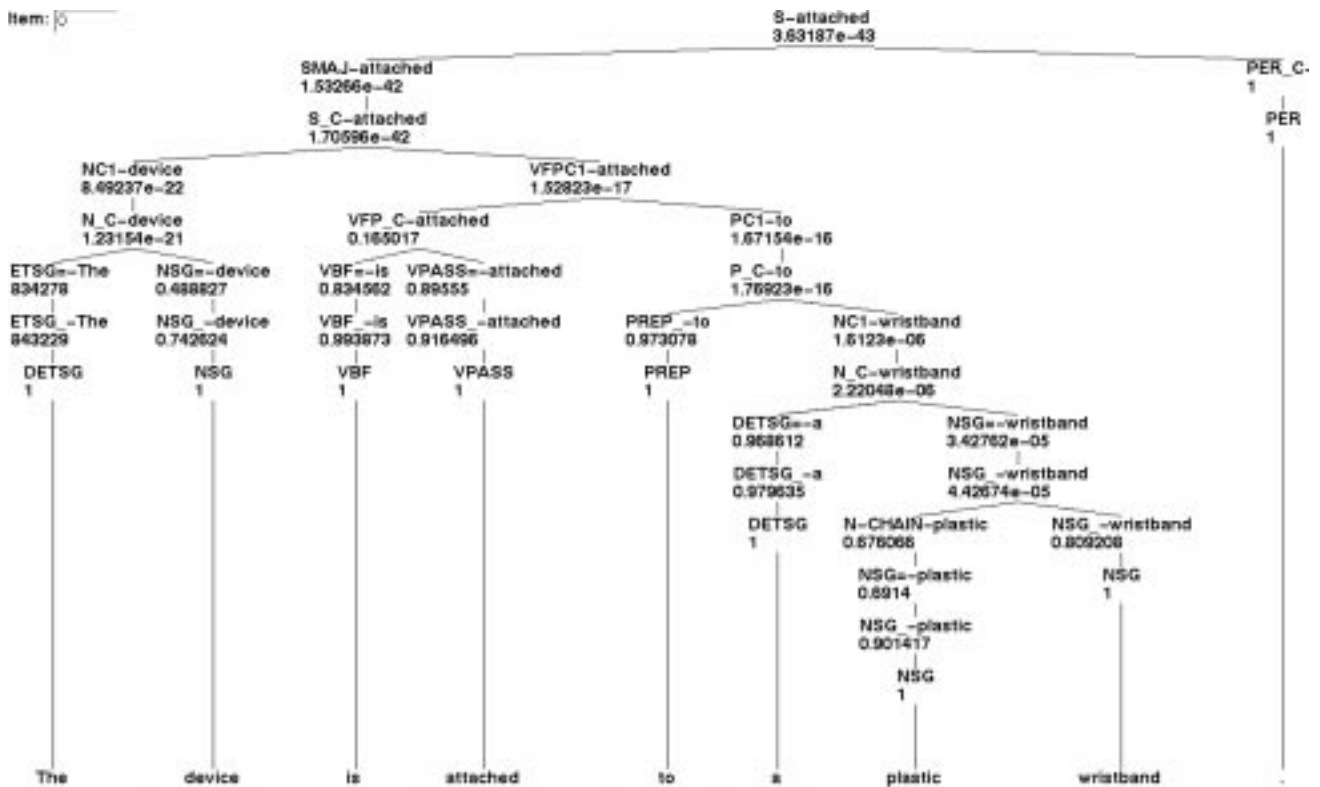 Item: 0
S-attached
3.63187e-43
SMAJ-attached
1.53266e-42
PER_C-
1
S_C-attached
1.70596e-42
PER
1
NC1-device
8.49237e-22
VFPC1-attached
1.52823e-17
N_C-device
1.23154e-21
VFP_C-attached
0.165017
PC1-to
1.67154e-16
ETSG=-The
834278
NSG=-device
0.488827
VBF=-is
0.834562
VPASS=-attached
0.89555
P_C-to
1.76923e-16
ETSG_-The
843229
NSG_-device
0.742624
VBF_-is
0.993873
VPASS_-attached
0.916496
PREP_-to
0.973078
NC1-wristband
1.6123e-06
DETSG
1
NSG
1
VBF
1
VPASS
1
PREP
1
N_C-wristband
2.22048e-06
DETSG=-a
0.968612
NSG=-wristband
3.42762e-05
DETSG_-a
0.979635
NSG_-wristband
4.42674e-05
DETSG
1
N-CHAIN-plastic
0.676066
NSG_-wristband
0.809208
NSG=-plastic
0.6914
NSG
1
NSG_-plastic
0.901417
NSG
1
The device is attached to a plastic wristband .